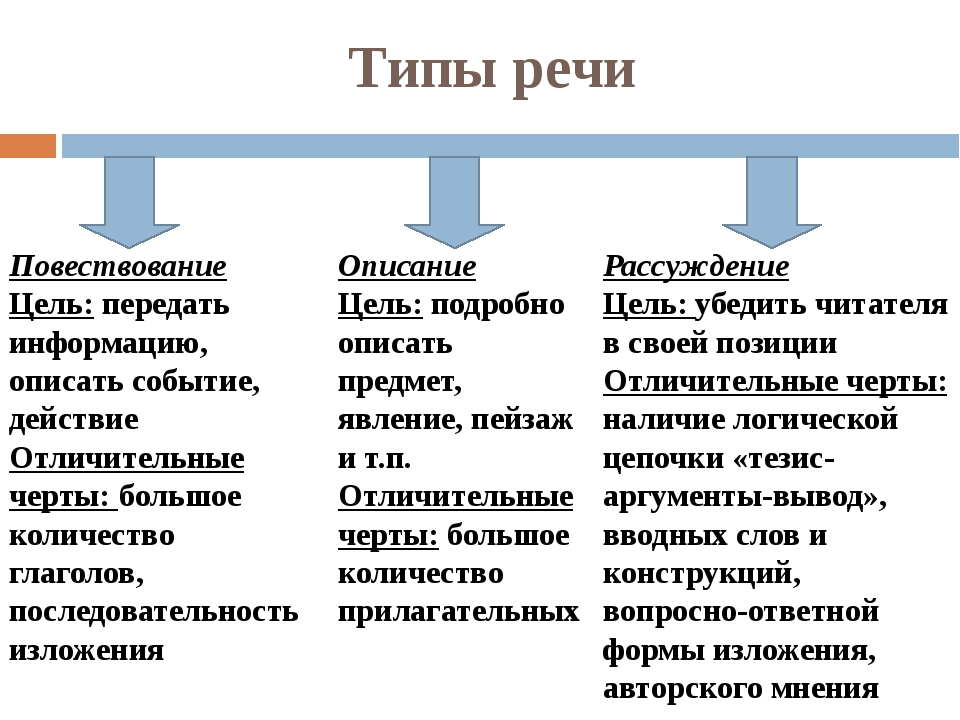 Типы речи
Повествование
Цель: передать
информацию,
описать событие,
действие
Отличительные
черты: большое
количество
глаголов,
последовательность
изложения
Описание
Цель: подробно
описать
предмет,
явление, пейзаж
и т.п.
Отличительные
черты: большое
количество
прилагательных
Рассуждение
Цель: убедить читателя
в своей позиции
Отличительные черты:
наличие логической
цепочки «тезис-
аргументы-вывод»,
вводных слов и
конструкций,
вопросно-ответной
формы изложения,
авторского мнения